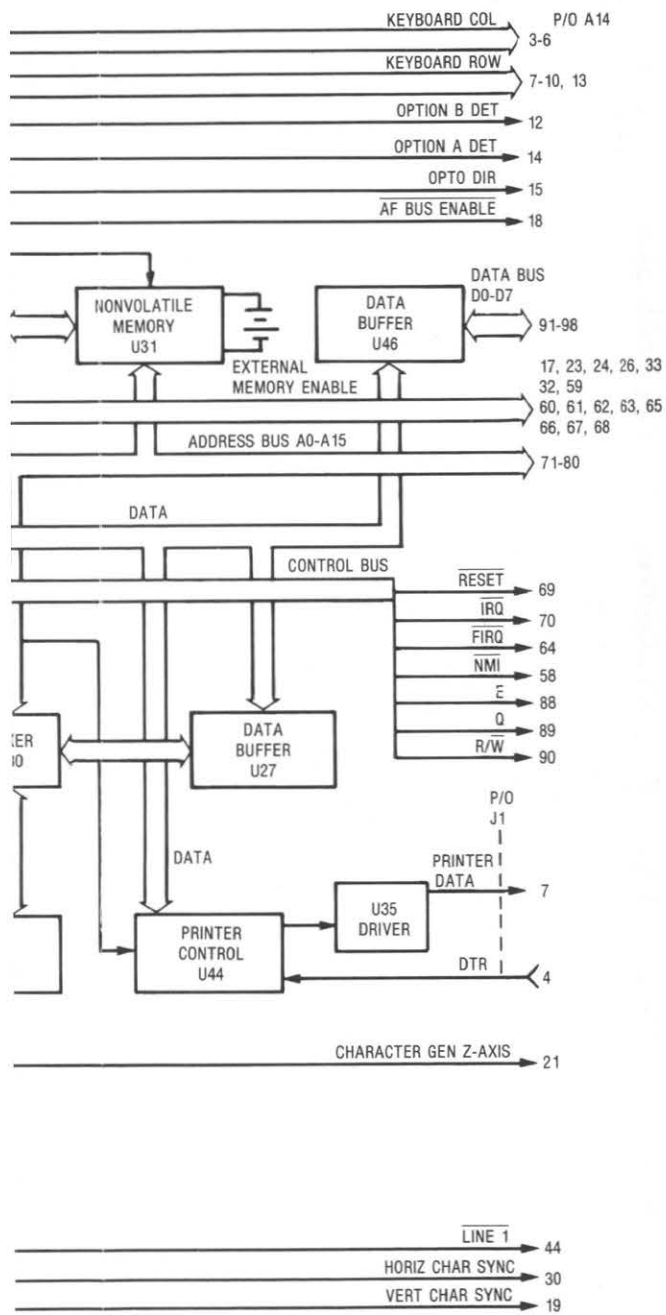 KEYBOARD COL P/O A14
3-6
KEYBOARD ROW
7-10, 13
OPTION B DET
12
OPTION A DET
14
OPTO DIR
15
AF BUS ENABLE
18
NONVOLATILE
MEMORY
U31
DATA
BUFFER
U46
DATA BUS
D0-D7
91-98
EXTERNAL
MEMORY ENABLE
17, 23, 24, 26, 33
32, 59
60, 61, 62, 63, 65
66, 67, 68
ADDRESS BUS A0-A15
71-80
DATA
CONTROL BUS
RESET
69
IRQ
70
FIRQ
64
NMI
58
E
88
Q
89
R/W
90
KER
30
DATA
BUFFER
U27
P/O
J1
DATA
PRINTER
DATA
7
U35
DRIVER
PRINTER
CONTROL
U44
DTR
4
CHARACTER GEN Z-AXIS
21
LINE 1
44
HORIZ CHAR SYNC
30
VERT CHAR SYNC
19